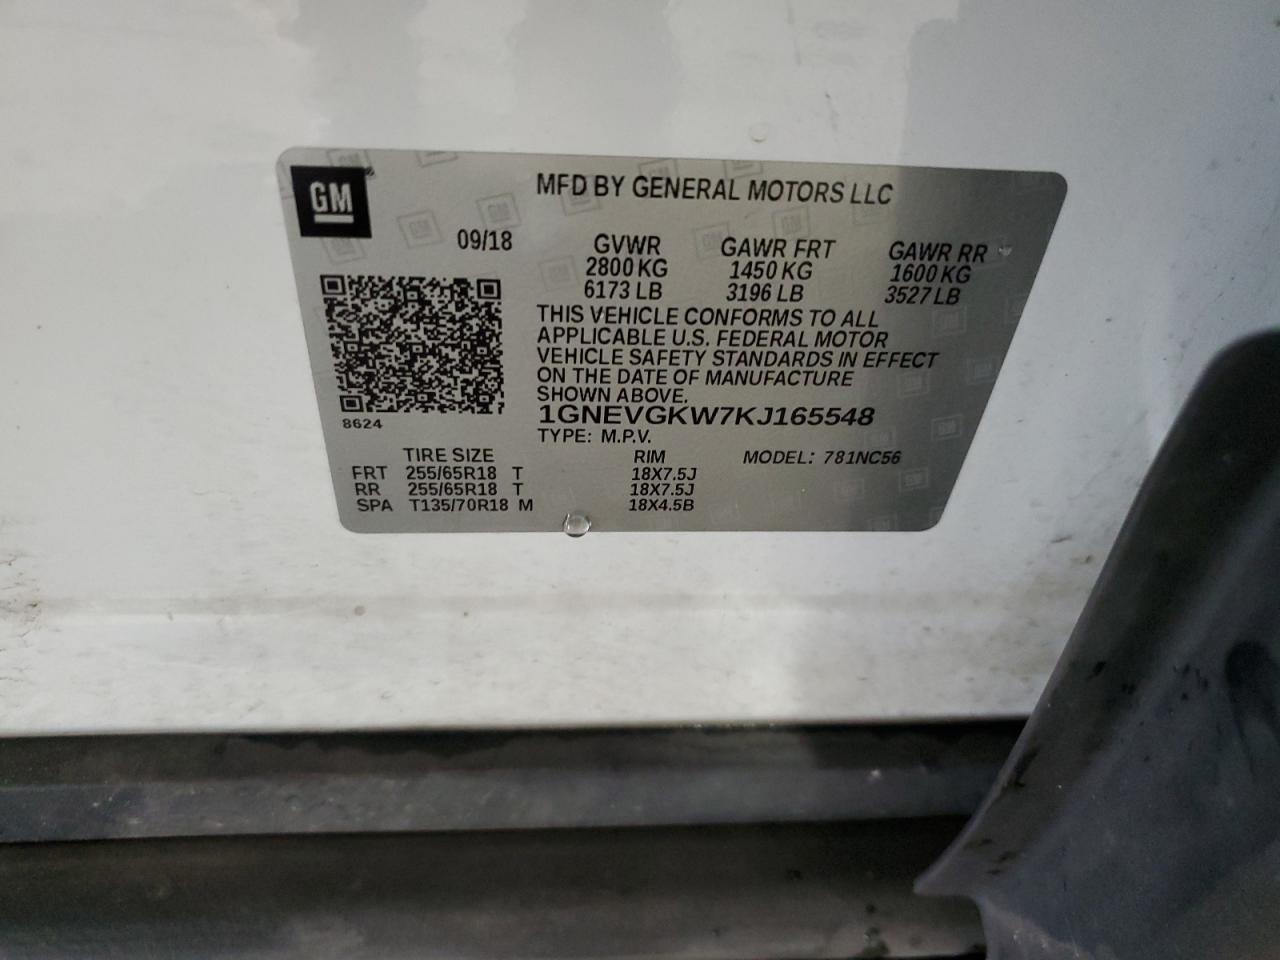 GM
MFD BY GENERAL MOTORS LLC
09/18
GVWR GAWR FRT GAWR RR
2800 KG 1450 KG 1600 KG
6173 LB 3196 LB 3527 LB
THIS VEHICLE CONFORMS TO ALL
APPLICABLE U.S. FEDERAL MOTOR
VEHICLE SAFETY STANDARDS IN EFFECT
ON THE DATE OF MANUFACTURE
SHOWN ABOVE.
1GNEVGKW7KJ165548
8624
TYPE: M.P.V.
TIRE SIZE RIM MODEL: 781NC56
FRT 255/65R18 T 18X7.5J
RR 255/65R18 T 18X7.5J
SPA T135/70R18 M 18X4.5B